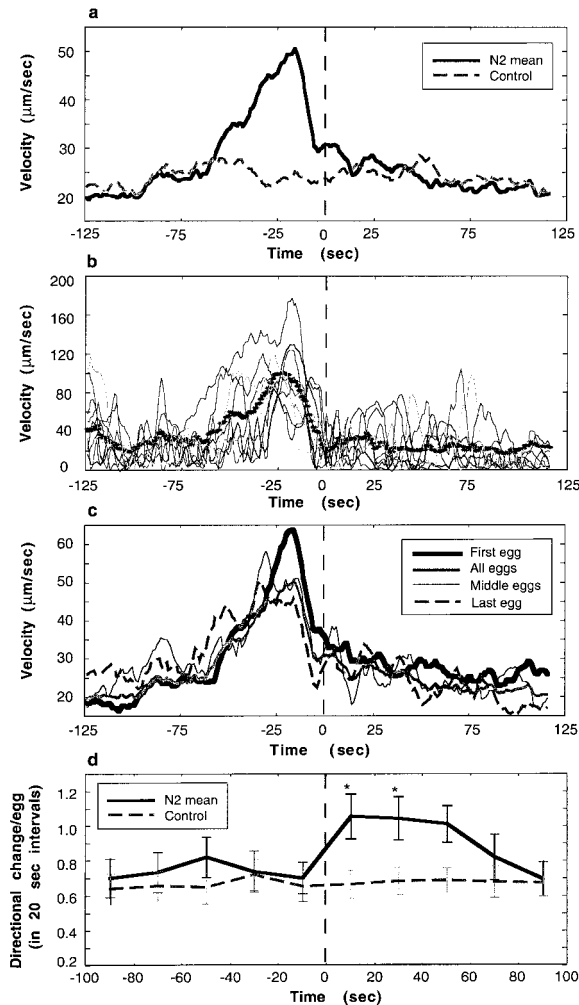 a
50
40
30
20
Velocity (μm/sec)
N2 mean
Control
-125 -75 -25 0 25 75 125
Time (sec)
b
200
160
120
80
40
0
Velocity (μm/sec)
-125 -75 -25 0 25 75 125
Time (sec)
c
60
50
40
30
20
Velocity (μm/sec)
First egg
All eggs
Middle eggs
Last egg
-125 -75 -25 0 25 75 125
Time (sec)
d
1.2
1.0
0.8
0.6
0.4
0.2
Directional change/egg
(in 20 sec intervals)
N2 mean
Control
* *
-100 -80 -60 -40 -20 0 20 40 60 80 100
Time (sec)